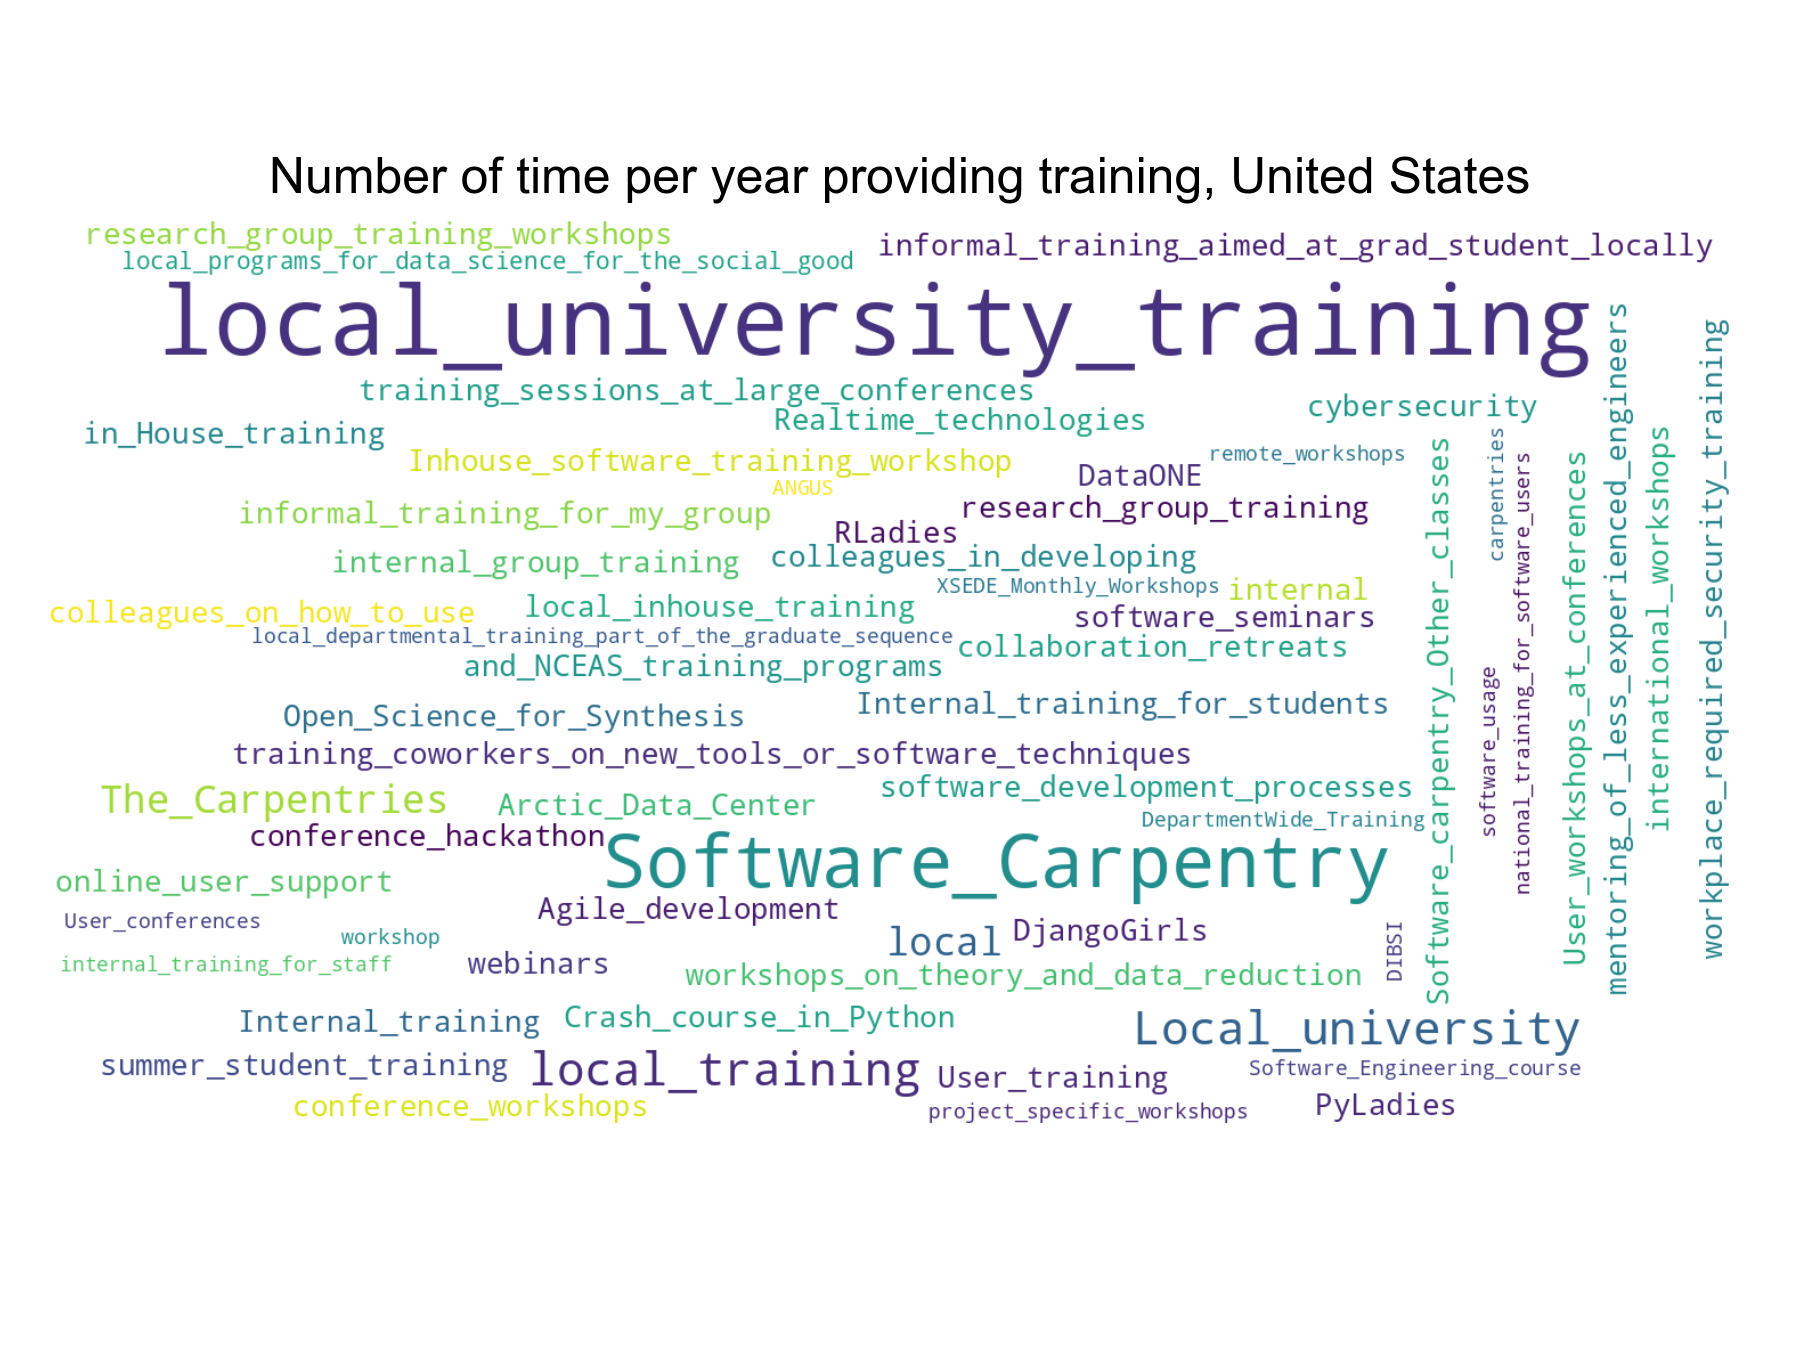 Number of time per year providing training, United States
research_group_training_workshops
informal_training_aimed_at_grad_student_locally
local_programs_for_data_science_for_the_social_good
local_university_training
training_sessions_at_large_conferences
cybersecurity
Realtime_technologies
in_House_training
Inhouse_software_training_workshop
remote_workshops
DataONE
ANGUS
informal_training_for_my_group
research_group_training
RLadies
internal_group_training
colleagues_in_developing
XSEDE_Monthly_Workshops
internal
colleagues_on_how_to_use
local_inhouse_training
software_seminars
local_departmental_training_part_of_the_graduate_sequence
collaboration_retreats
and_NCEAS_training_programs
Internal_training_for_students
Open_Science_for_Synthesis
training_coworkers_on_new_tools_or_software_techniques
software_development_processes
The_Carpentries
Arctic_Data_Center
DepartmentWide_Training
conference_hackathon
Software_Carpentry
online_user_support
Agile_development
User_conferences
DjangoGirls
workshop
local
internal_training_for_staff
webinars
workshops_on_theory_and_data_reduction
Internal_training
Crash_course_in_Python
Local_university
summer_student_training
local_training
User_training
Software_Engineering_course
conference_workshops
project_specific_workshops
PyLadies
DIBSI
Software_carpentry_Other_classes
carpentries
software_usage
national_training_for_software_users
User_workshops_at_conferences
mentoring_of_less_experienced_engineers
international_workshops
workplace_required_security_training